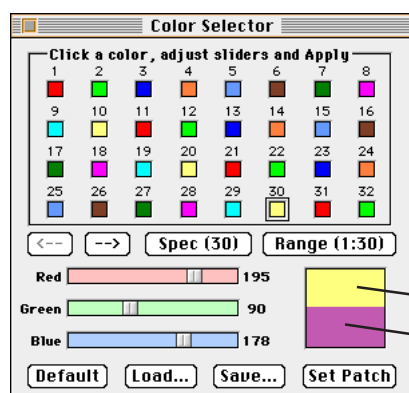 Color Selector
Click a color, adjust sliders and Apply
1 2 3 4 5 6 7 8
9 10 11 12 13 14 15 16
17 18 19 20 21 22 23 24
25 26 27 28 29 30 31 32
<-- --> Spec (30) Range (1:30)
Red 195
Green 90
Blue 178
Default Load... Save... Set Patch